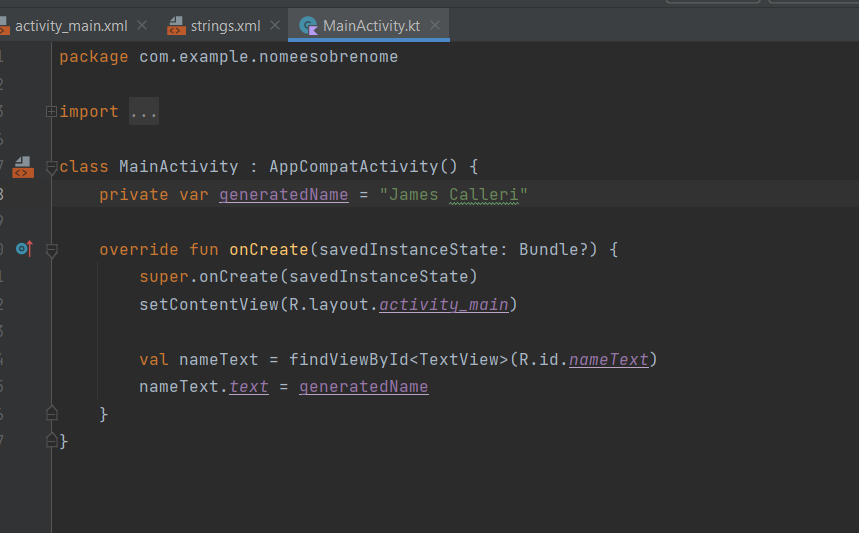 activity_main.xml strings.xml MainActivity.kt
package com.example.nomeesobrenome
import ...
class MainActivity : AppCompatActivity() {
private var generatedName = "James Calleri"
override fun onCreate(savedInstanceState: Bundle?) {
super.onCreate(savedInstanceState)
setContentView(R.layout.activity_main)
val nameText = findViewById<TextView>(R.id.nameText)
nameText.text = generatedName
}
}